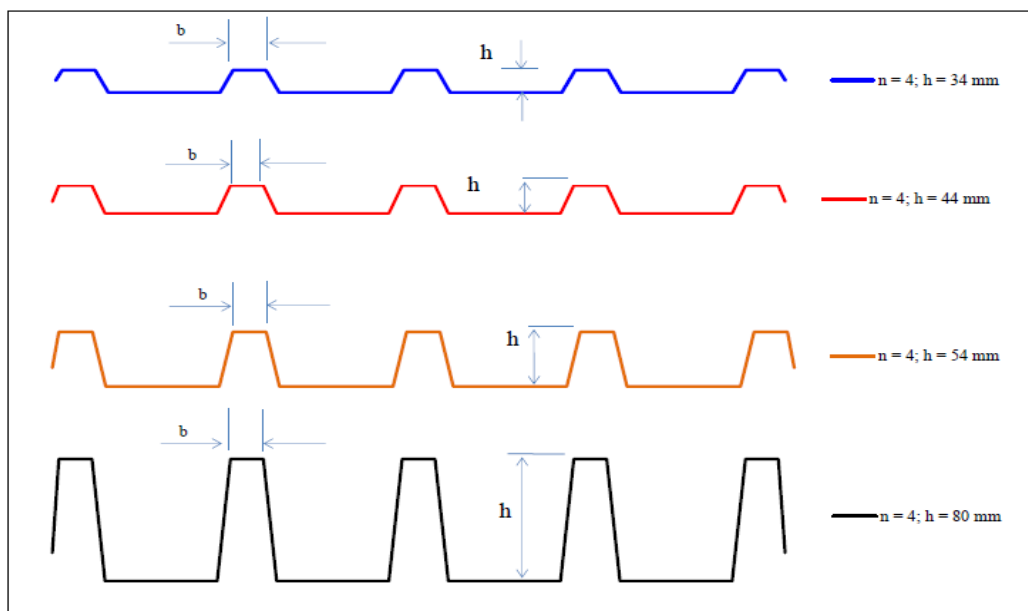 b
h
n = 4; h = 34 mm
b
h
n = 4; h = 44 mm
b
h
n = 4; h = 54 mm
b
h
n = 4; h = 80 mm